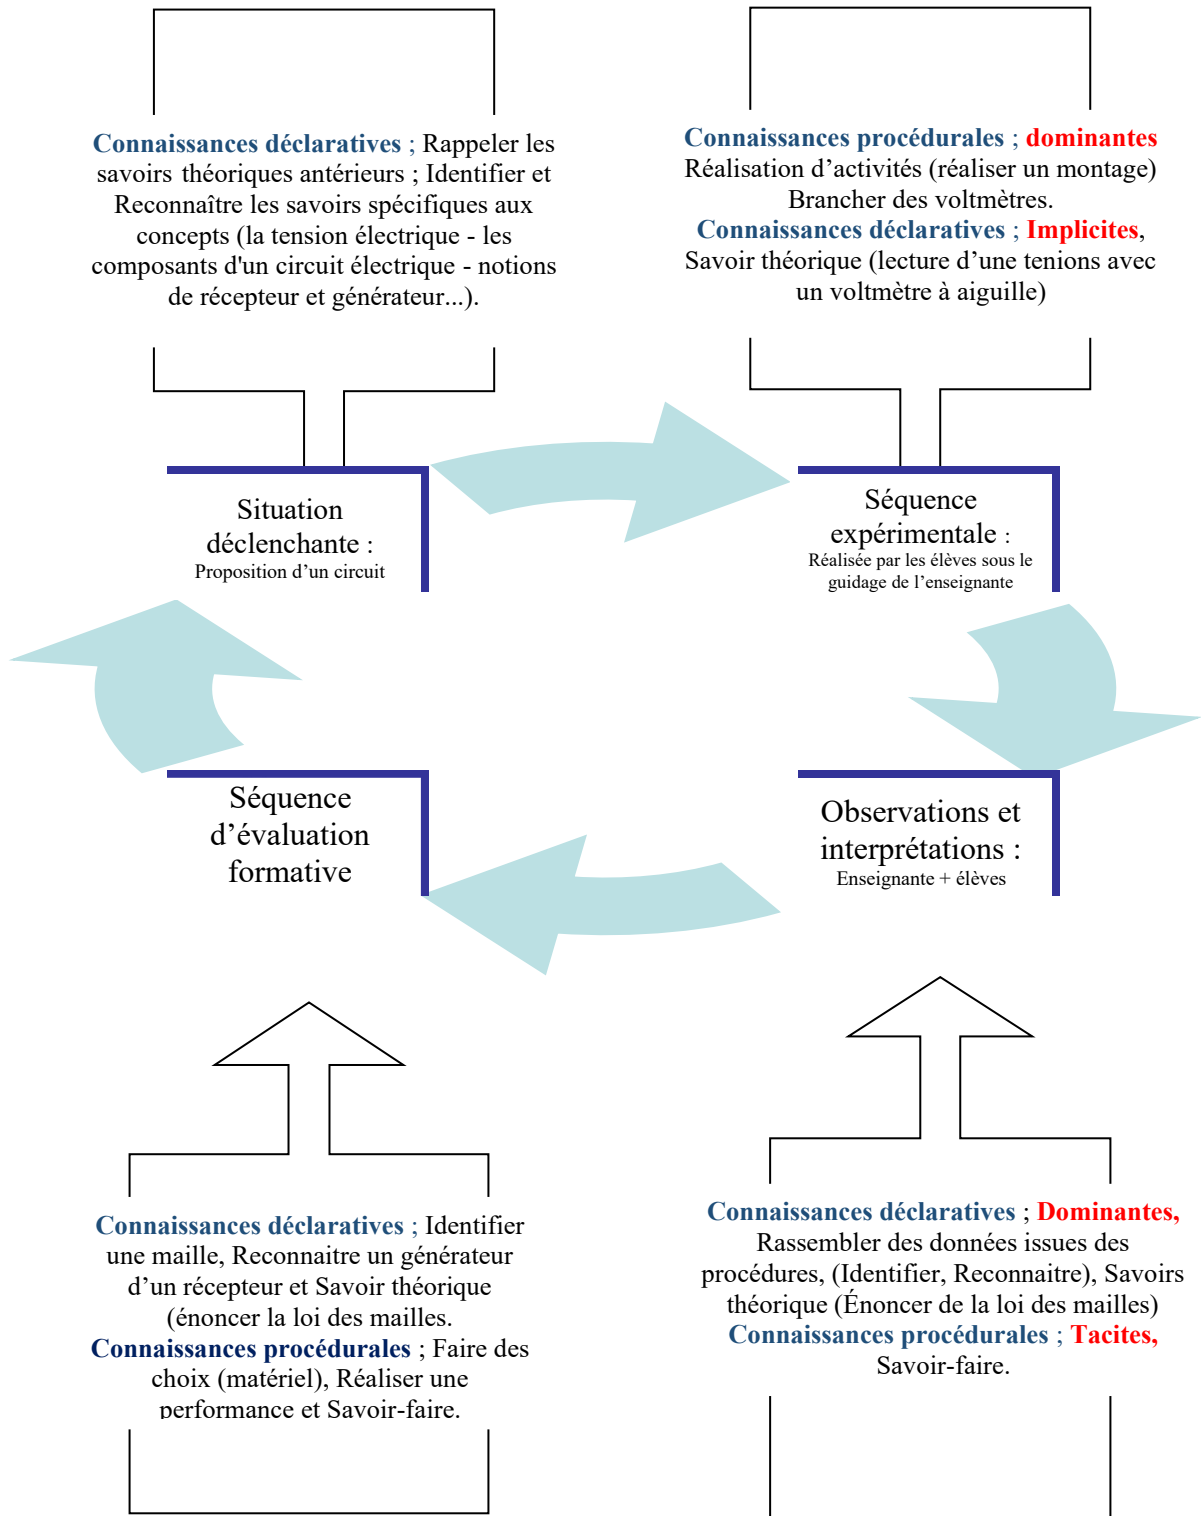 Connaissances déclaratives ; Rappeler les
savoirs théoriques antérieurs ; Identifier et
Reconnaître les savoirs spécifiques aux
concepts (la tension électrique - les
composants d'un circuit électrique - notions
de récepteur et générateur...).
Connaissances procédurales ; dominantes
Réalisation d’activités (réaliser un montage)
Brancher des voltmètres.
Connaissances déclaratives ; Implicites,
Savoir théorique (lecture d’une tenions avec
un voltmètre à aiguille)
Situation
déclenchante :
Proposition d’un circuit
Séquence
expérimentale :
Réalisée par les élèves sous le
guidage de l’enseignante
Séquence
d’évaluation
formative
Observations et
interprétations :
Enseignante + élèves
Connaissances déclaratives ; Identifier
une maille, Reconnaitre un générateur
d’un récepteur et Savoir théorique
(énoncer la loi des mailles.
Connaissances procédurales ; Faire des
choix (matériel), Réaliser une
performance et Savoir-faire.
Connaissances déclaratives ; Dominantes,
Rassembler des données issues des
procédures, (Identifier, Reconnaitre), Savoirs
théorique (Énoncer de la loi des mailles)
Connaissances procédurales ; Tacites,
Savoir-faire.